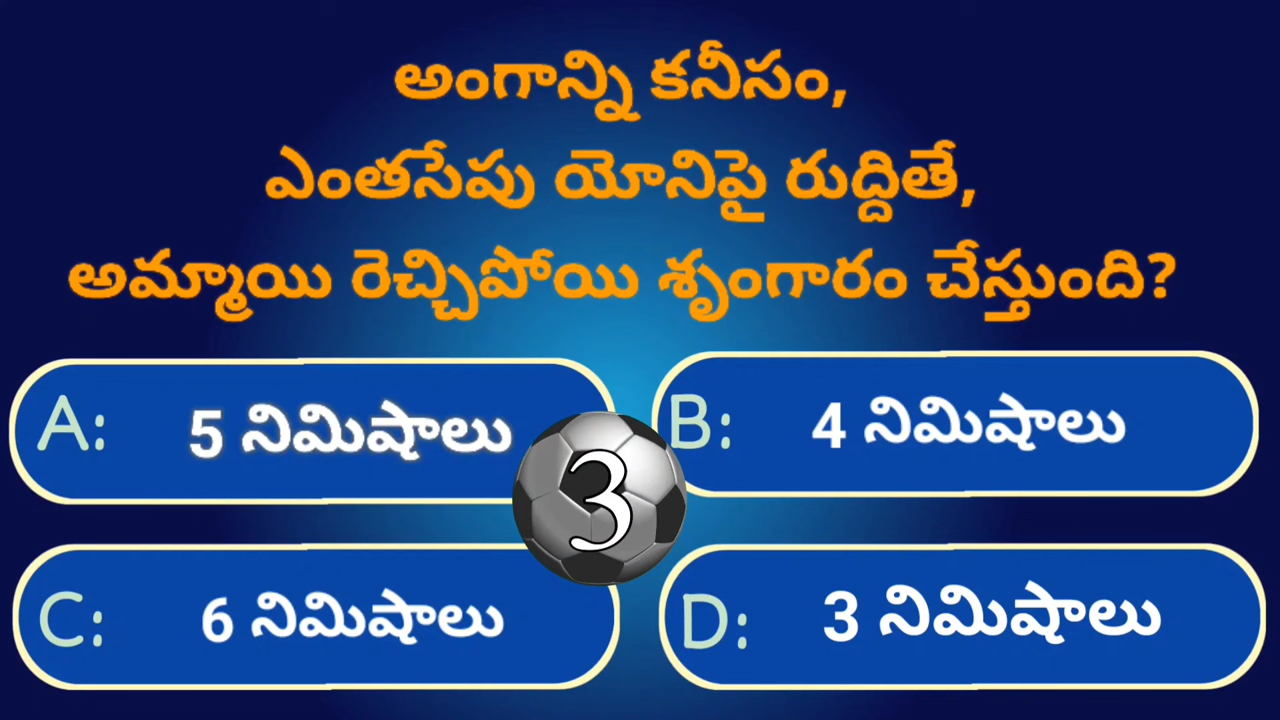 అంగాన్ని కనీసం,
ఎంతసేపు యోనిపై రుద్దితే,
అమ్మాయి రెచ్చిపోయి శృంగారం చేస్తుంది?
A: 5 నిమిషాలు
B: 4 నిమిషాలు
3
C: 6 నిమిషాలు
D: 3 నిమిషాలు